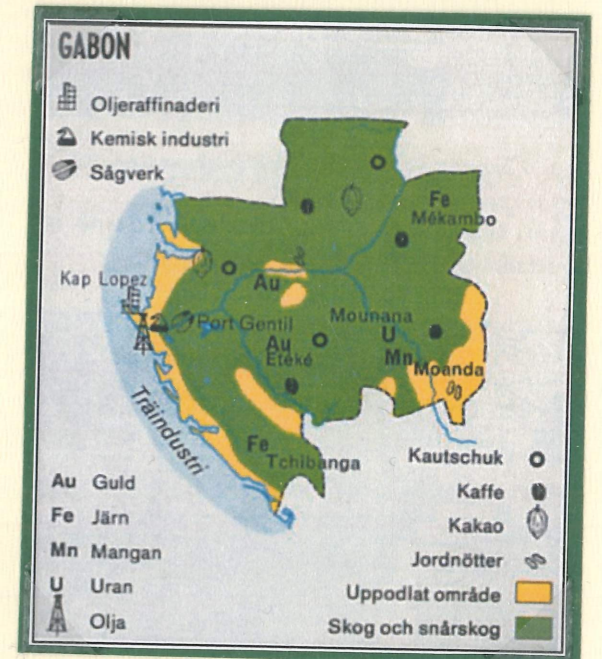 GABON
Oljeraffinaderi
Kemisk industri
Sågverk
Fe
Mékambo
Kap Lopez
Au
Port Gentil
Mounana
Au
Etéké
U
Mn
Moanda
Träindustri
Fe
Tchibanga
Au Guld
Fe Järn
Mn Mangan
U Uran
Olja
Kautschuk
Kaffe
Kakao
Jordnötter
Uppodlat område
Skog och snårskog